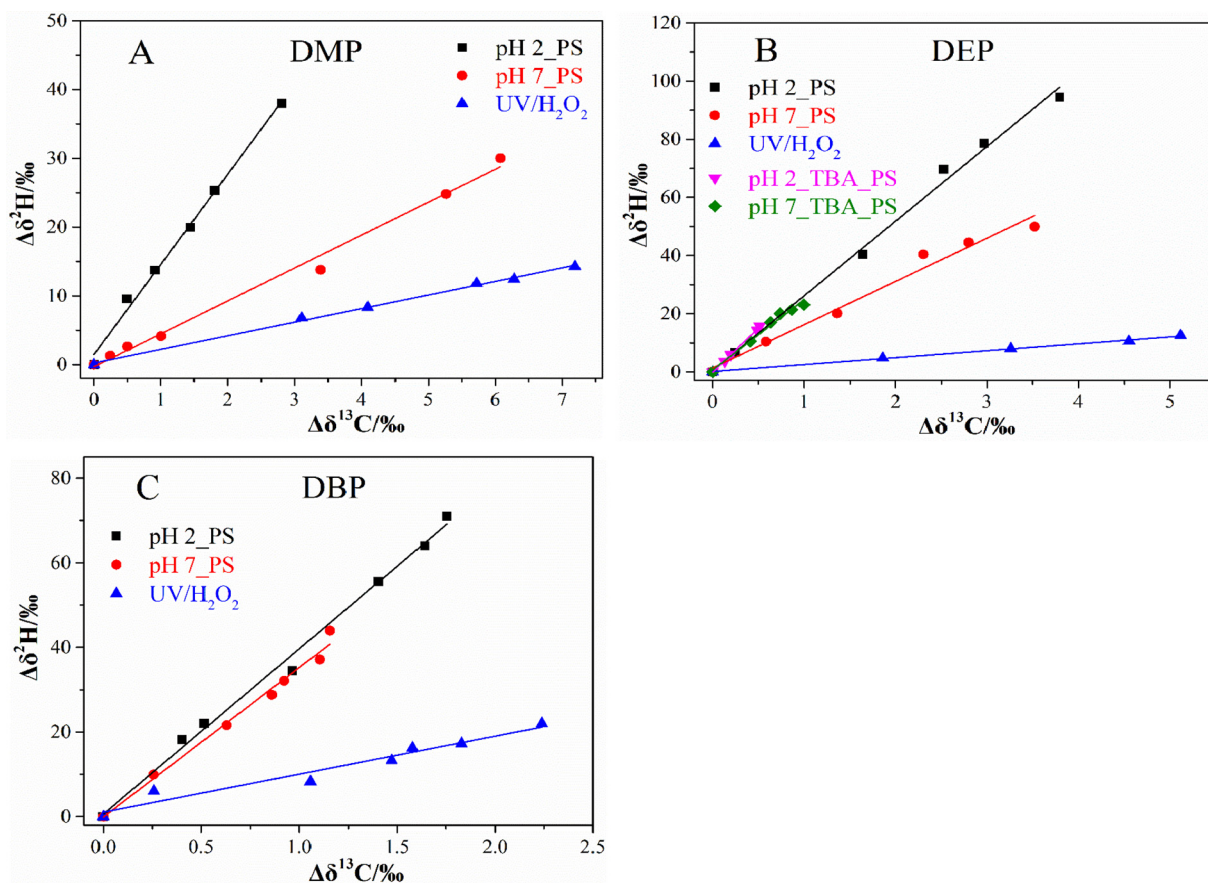 A
DMP
pH 2_PS
pH 7_PS
UV/H₂O₂
50
40
30
20
10
0
Δδ²H/‰
0 1 2 3 4 5 6 7
Δδ¹³C/‰
B
DEP
pH 2_PS
pH 7_PS
UV/H₂O₂
pH 2_TBA_PS
pH 7_TBA_PS
120
100
80
60
40
20
0
Δδ²H/‰
0 1 2 3 4 5
Δδ¹³C/‰
C
DBP
pH 2_PS
pH 7_PS
UV/H₂O₂
80
60
40
20
0
Δδ²H/‰
0.0 0.5 1.0 1.5 2.0 2.5
Δδ¹³C/‰